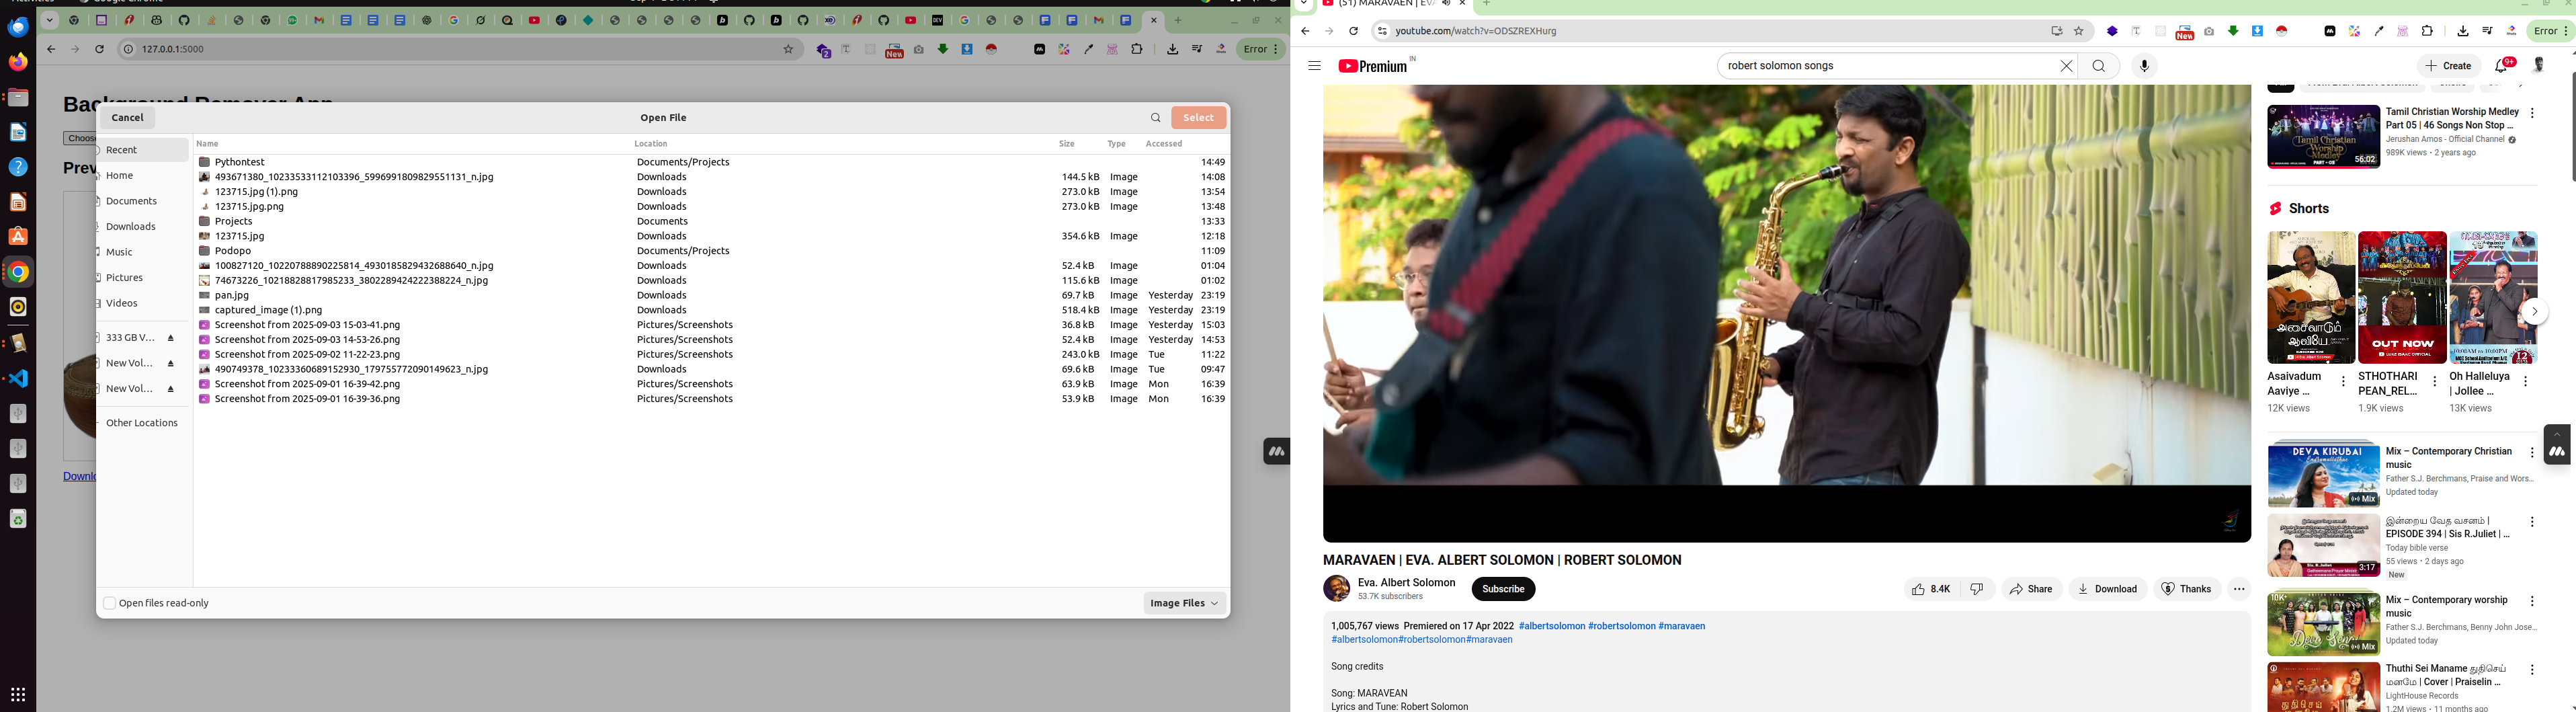 Error
127.0.0.1:5000
2
New
Error
Background Remover App
Cancel
Open File
Select
Recent
Home
Documents
Downloads
Music
Pictures
Videos
333 GB V…
New Vol…
New Vol…
Other Locations
Name Location Size Type Accessed
Pythontest Documents/Projects 14:49
493671380_10233533112103396_5996991809829551131_n.jpg Downloads 144.5 kB Image 14:08
123715.jpg (1).png Downloads 273.0 kB Image 13:54
123715.jpg.png Downloads 273.0 kB Image 13:48
Projects Documents 13:33
123715.jpg Downloads 354.6 kB Image 12:18
Podopo Documents/Projects 11:09
100827120_10220788890225814_4930185829432688640_n.jpg Downloads 52.4 kB Image 01:04
74673226_10218828817985233_3802289424222388224_n.jpg Downloads 115.6 kB Image 01:02
pan.jpg Downloads 69.7 kB Image Yesterday 23:19
captured_image (1).png Downloads 518.4 kB Image Yesterday 23:19
Screenshot from 2025-09-03 15-03-41.png Pictures/Screenshots 36.8 kB Image Yesterday 15:03
Screenshot from 2025-09-03 14-53-26.png Pictures/Screenshots 52.4 kB Image Yesterday 14:53
Screenshot from 2025-09-02 11-22-23.png Pictures/Screenshots 243.0 kB Image Tue 11:22
490749378_10233360689152930_179755772090149623_n.jpg Downloads 69.6 kB Image Tue 09:47
Screenshot from 2025-09-01 16-39-42.png Pictures/Screenshots 63.9 kB Image Mon 16:39
Screenshot from 2025-09-01 16-39-36.png Pictures/Screenshots 53.9 kB Image Mon 16:39
Open files read-only
Image Files
(51) MARAVAEN | EVA
youtube.com/watch?v=ODSZREXHurg
New
Error
Premium IN
robert solomon songs
Create
9+
MARAVAEN | EVA. ALBERT SOLOMON | ROBERT SOLOMON
Eva. Albert Solomon
53.7K subscribers
Subscribe
8.4K
Share
Download
Thanks
1,005,767 views Premiered on 17 Apr 2022 #albertsolomon #robertsolomon #maravaen
#albertsolomon#robertsolomon#maravaen
Song credits
Song: MARAVEAN
Lyrics and Tune: Robert Solomon
Tamil Christian Worship Medley
Part 05 | 46 Songs Non Stop …
Jerushan Amos - Official Channel
989K views • 2 years ago
56:02
Shorts
அசைவாடும்
ஆவியே
OUT NOW
12
Asaivadum
Aaviye …
12K views
STHOTHARI
PEAN_REL…
1.9K views
Oh Halleluya
| Jollee …
13K views
DEVA KIRUBAI
Mix
Mix – Contemporary Christian
music
Father S.J. Berchmans, Praise and Wors…
Updated today
3:17
இன்றைய வேத வசனம் |
EPISODE 394 | Sis R.Juliet | …
Today bible verse
55 views • 2 days ago
New
10K+
Mix
Mix – Contemporary worship
music
Father S.J. Berchmans, Benny John Jose…
Updated today
Thuthi Sei Maname துதிசெய்
மனமே | Cover | Praiselin …
LightHouse Records
1.2M views • 11 months ago